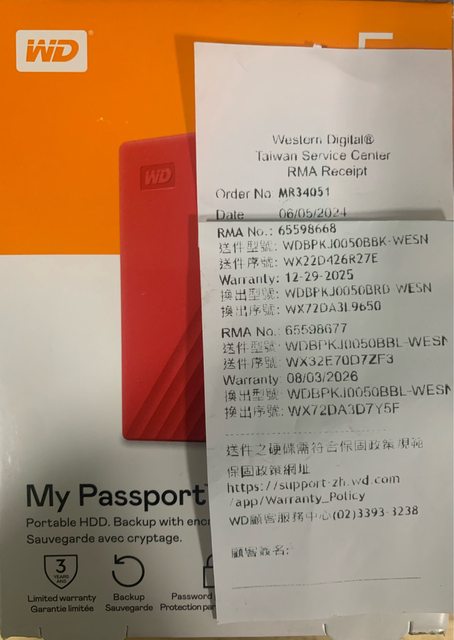 WD
WD
Western Digital®
Taiwan Service Center
RMA Receipt
Order No: MR34051
Date 06/05/2024
RMA No.: 65598668
送件型號: WDBPKJ0050BBK-WESN
送件序號: WX22D426R27E
Warranty: 12-29-2025
換出型號: WDBPKJ0050BRD-WESN
換出序號: WX72DA3L9650
RMA No.: 65598677
送件型號: WDBPKJ0050BBL-WESN
送件序號: WX32E70D7ZF3
Warranty: 08/03/2026
換出型號: WDBPKJ0050BBL-WESN
換出序號: WX72DA3D7Y5F
送件之硬碟需符合保固政策規範
保固政策網址
https://support-zh.wd.com
/app/Warranty_Policy
WD顧客服務中心(02)3393-3238
顧客簽名:
My Passport
Portable HDD. Backup with
Sauvegarde avec cryptage.
3
YEARS
ANS
Limited warranty
Garantie limitée
Backup
Sauvegarde
Password
Protection